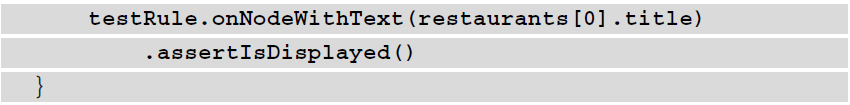 testRule.onNodeWithText(restaurants[0].title)
.assertIsDisplayed()
}